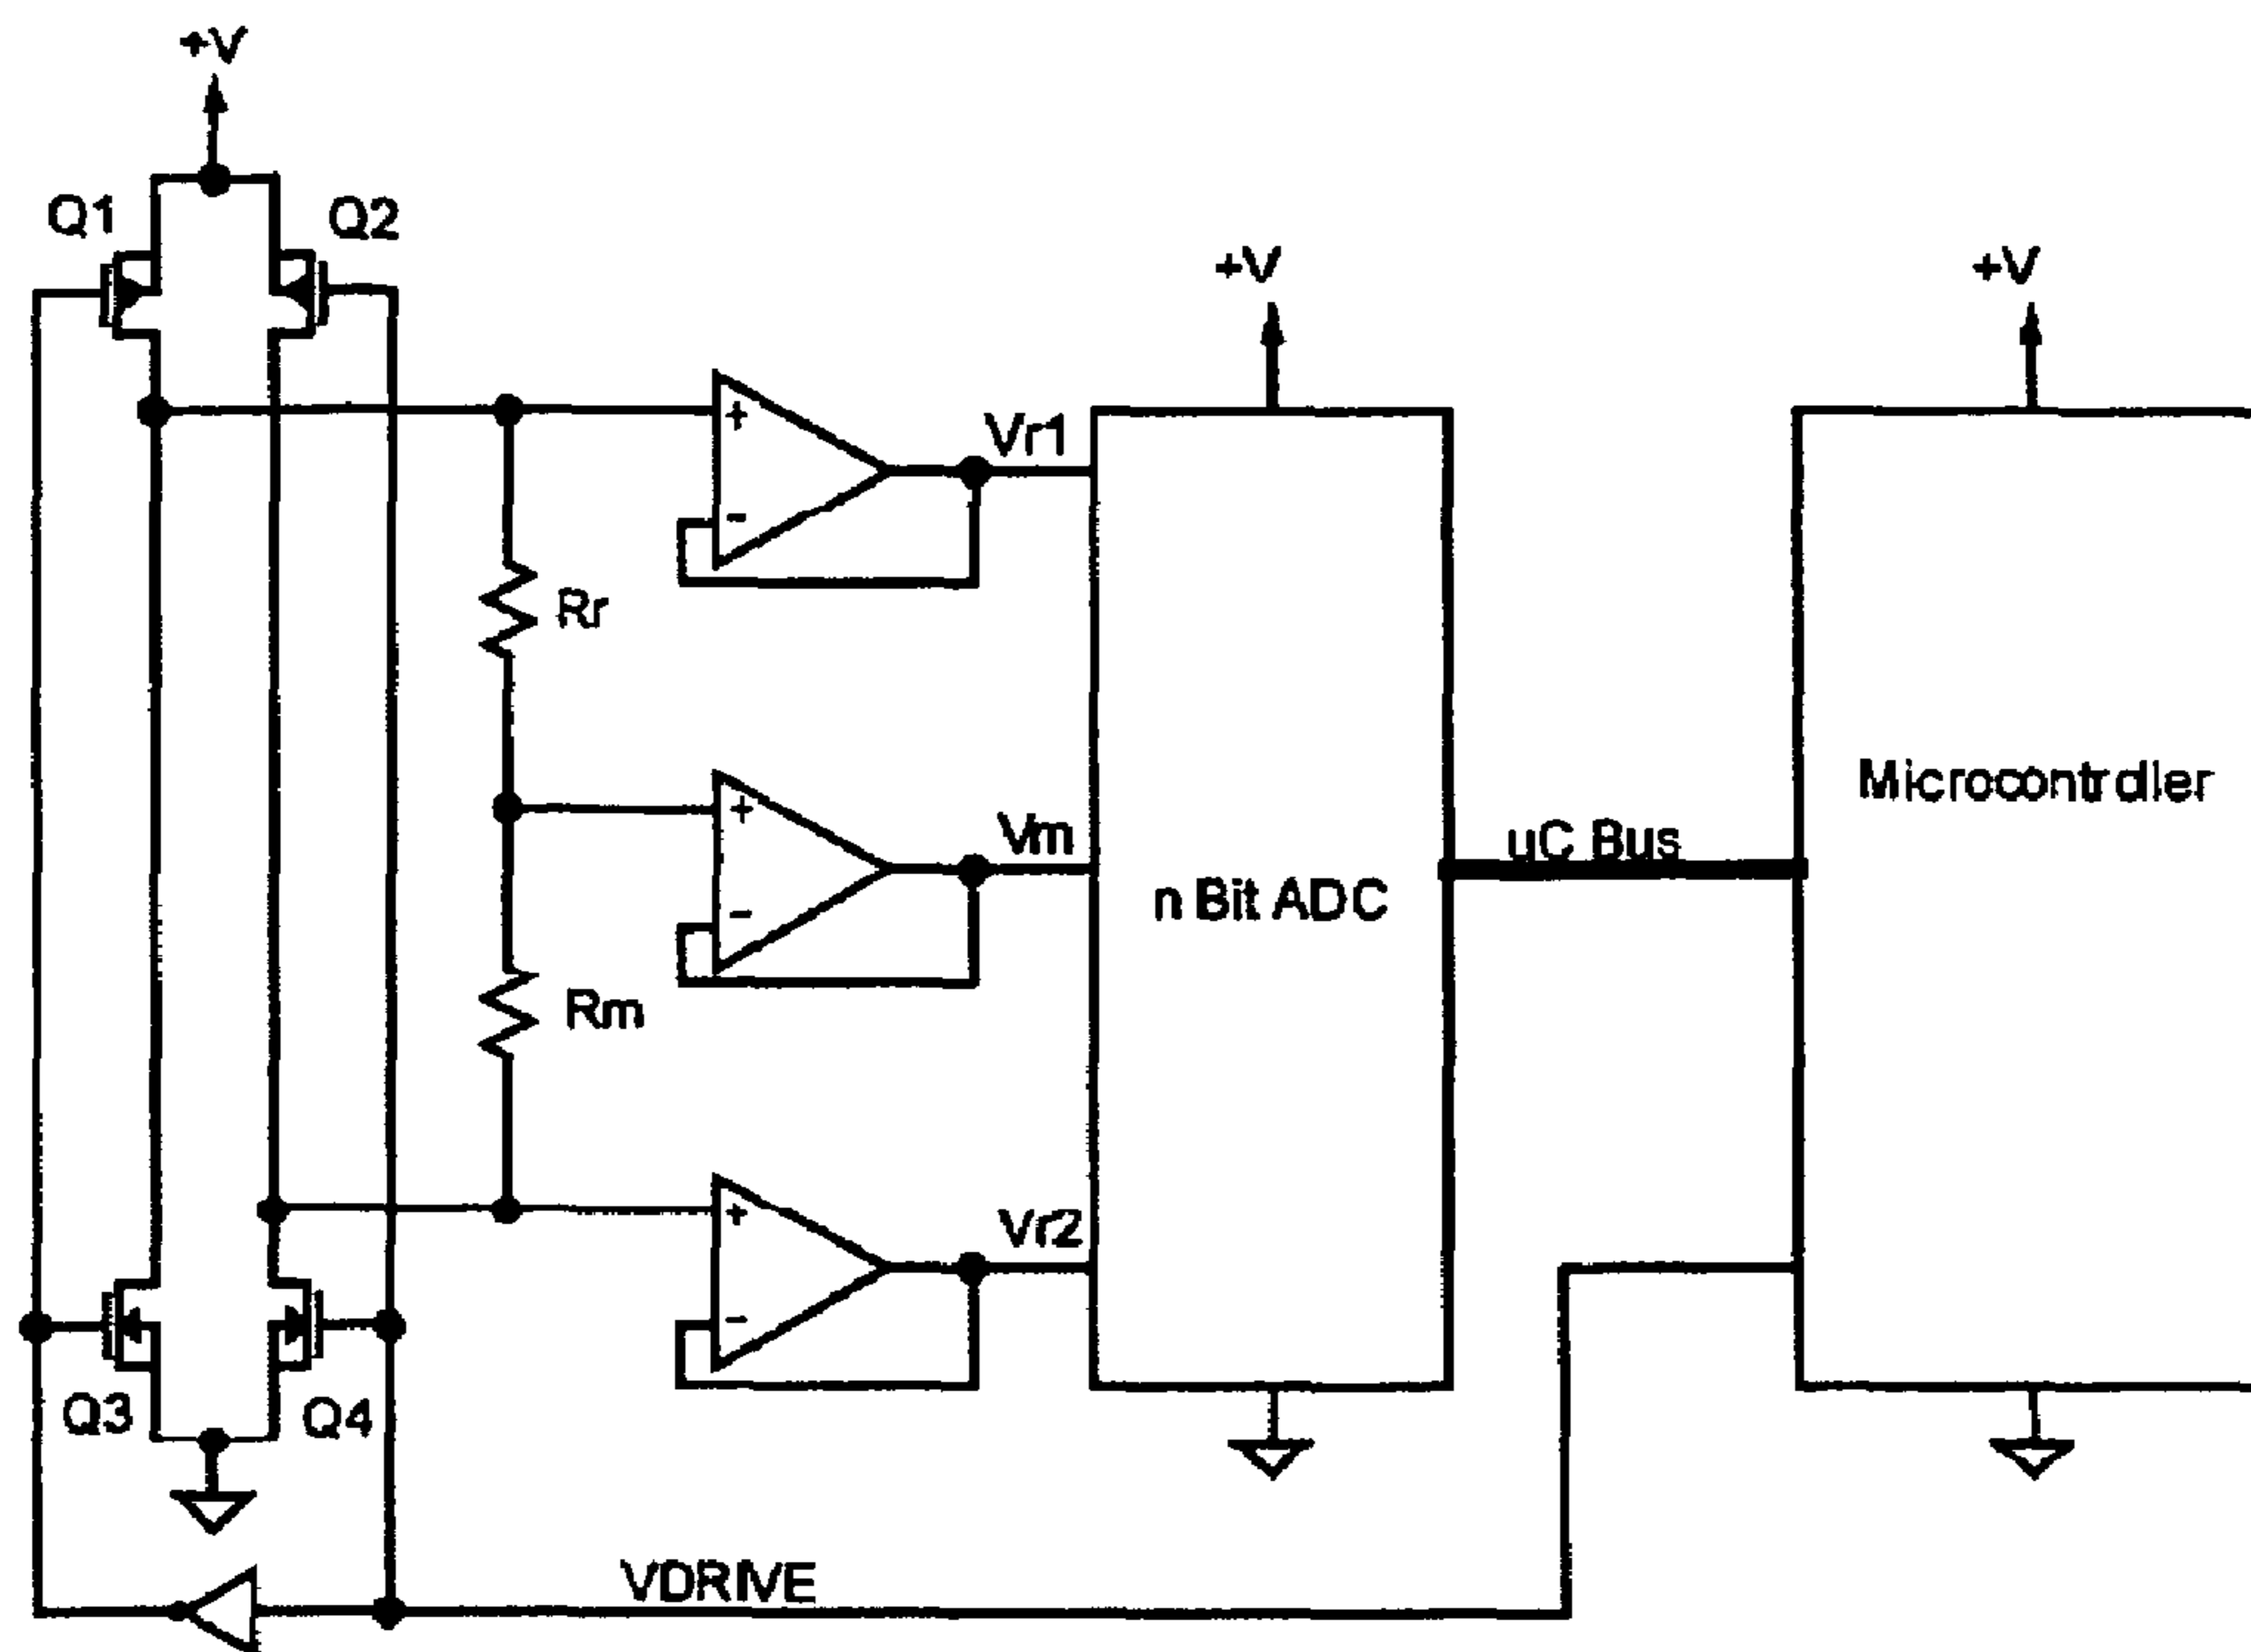 +V
Q1
Q2
+V
+V
Vr1
+
-
Rr
Microcontroller
+
Vm
uC Bus
n Bit ADC
-
Rm
+
Vr2
-
Q3
Q4
VDRIVE